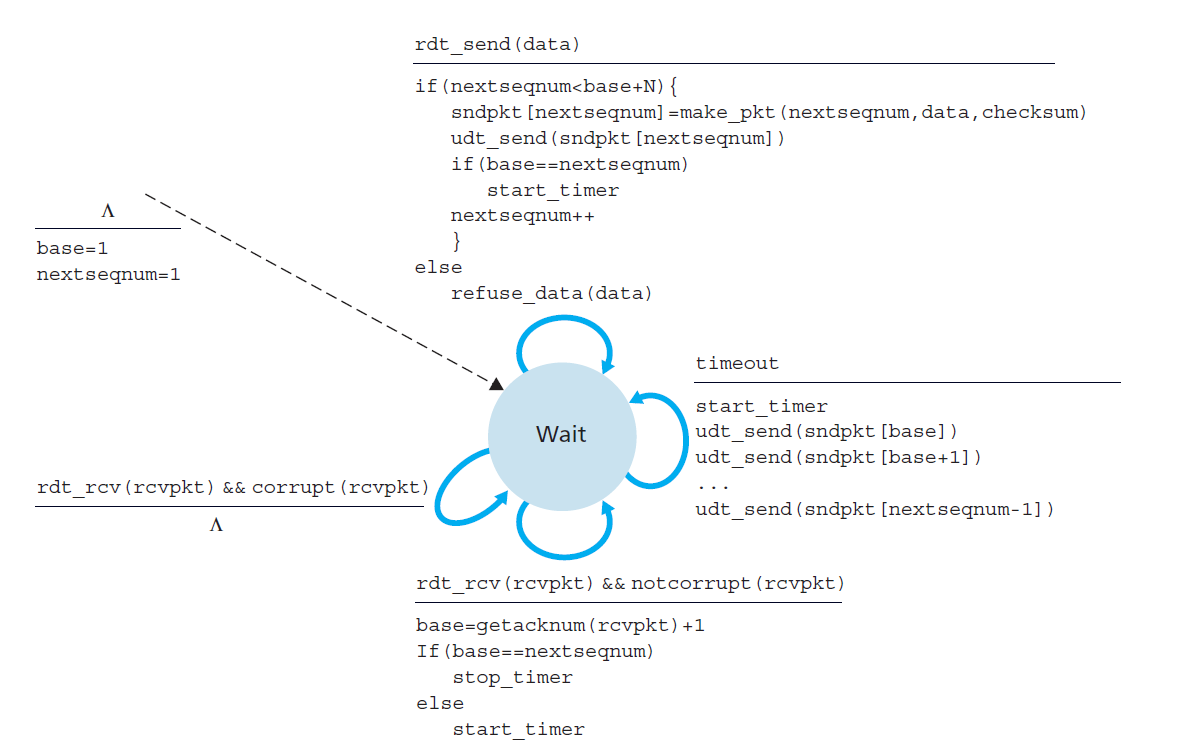 rdt_send(data)
if(nextseqnum<base+N){
sndpkt[nextseqnum]=make_pkt(nextseqnum,data,checksum)
udt_send(sndpkt[nextseqnum])
if(base==nextseqnum)
start_timer
nextseqnum++
}
else
refuse_data(data)
Λ
base=1
nextseqnum=1
timeout
start_timer
udt_send(sndpkt[base])
udt_send(sndpkt[base+1])
...
udt_send(sndpkt[nextseqnum-1])
Wait
rdt_rcv(rcvpkt) && corrupt(rcvpkt)
Λ
rdt_rcv(rcvpkt) && notcorrupt(rcvpkt)
base=getacknum(rcvpkt)+1
If(base==nextseqnum)
stop_timer
else
start_timer